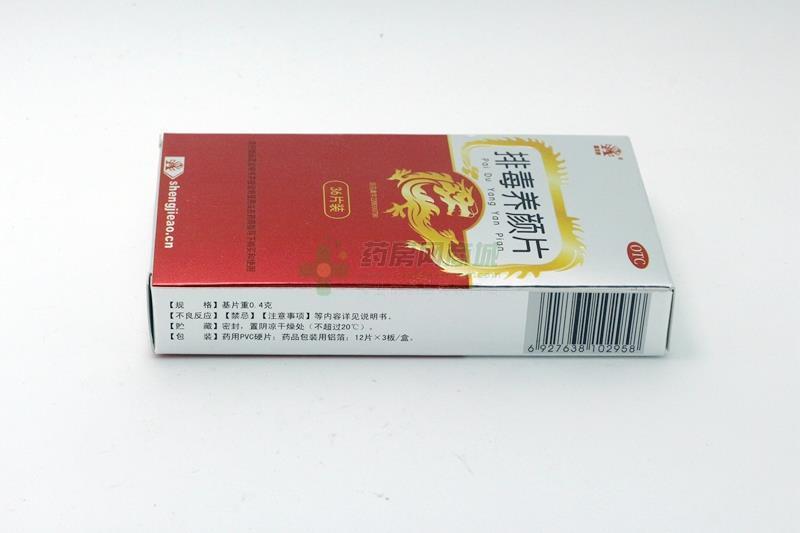 排毒养颜片
Pai Du Yang Yan Pian
OTC
36片装
shengjieao.cn
药房网商城
【规 格】基片重0.4克
【不良反应】【禁忌】【注意事项】等内容详见说明书。
【贮 藏】密封，置阴凉干燥处（不超过20℃）。
【包 装】药用PVC硬片；药品包装用铝箔；12片×3板/盒。
6 927638 102958